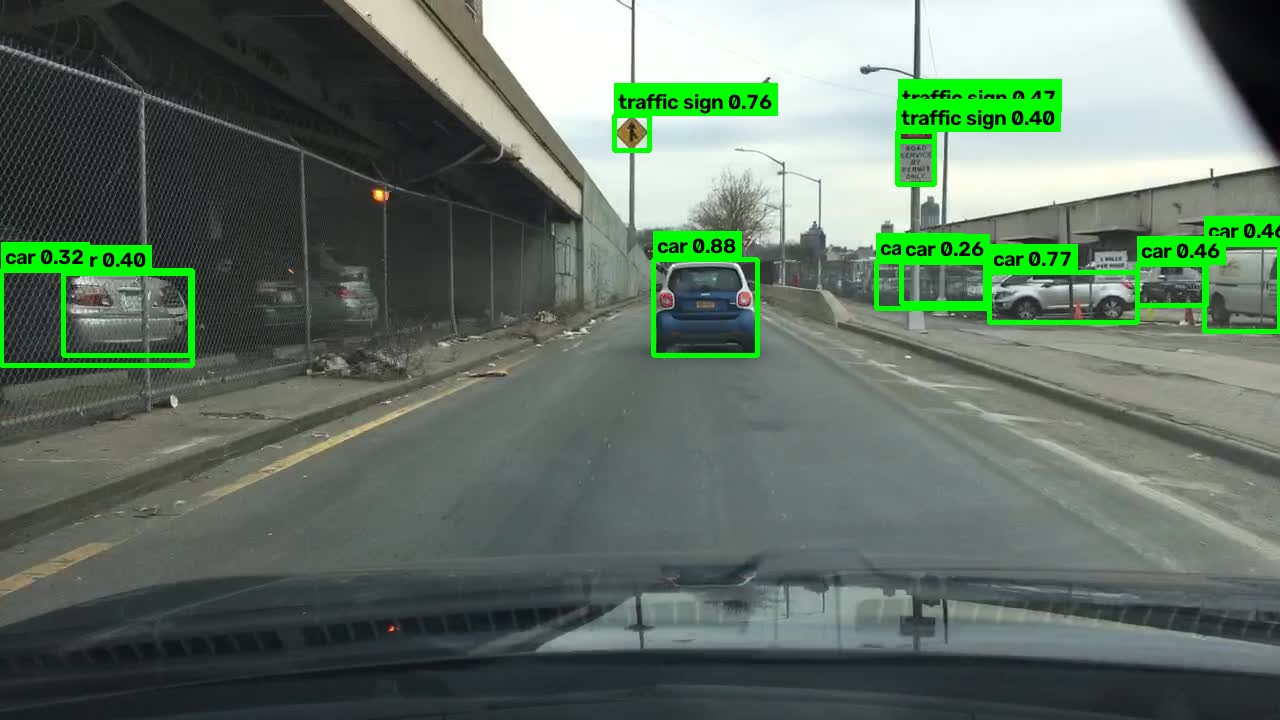 traffic sign 0.76
traffic sign 0.47
traffic sign 0.40
ROAD
SERVICE
BY
PERMIT
ONLY
car 0.88
car 0.32
r 0.40
ca
car 0.26
car 0.77
car 0.46
car 0.46